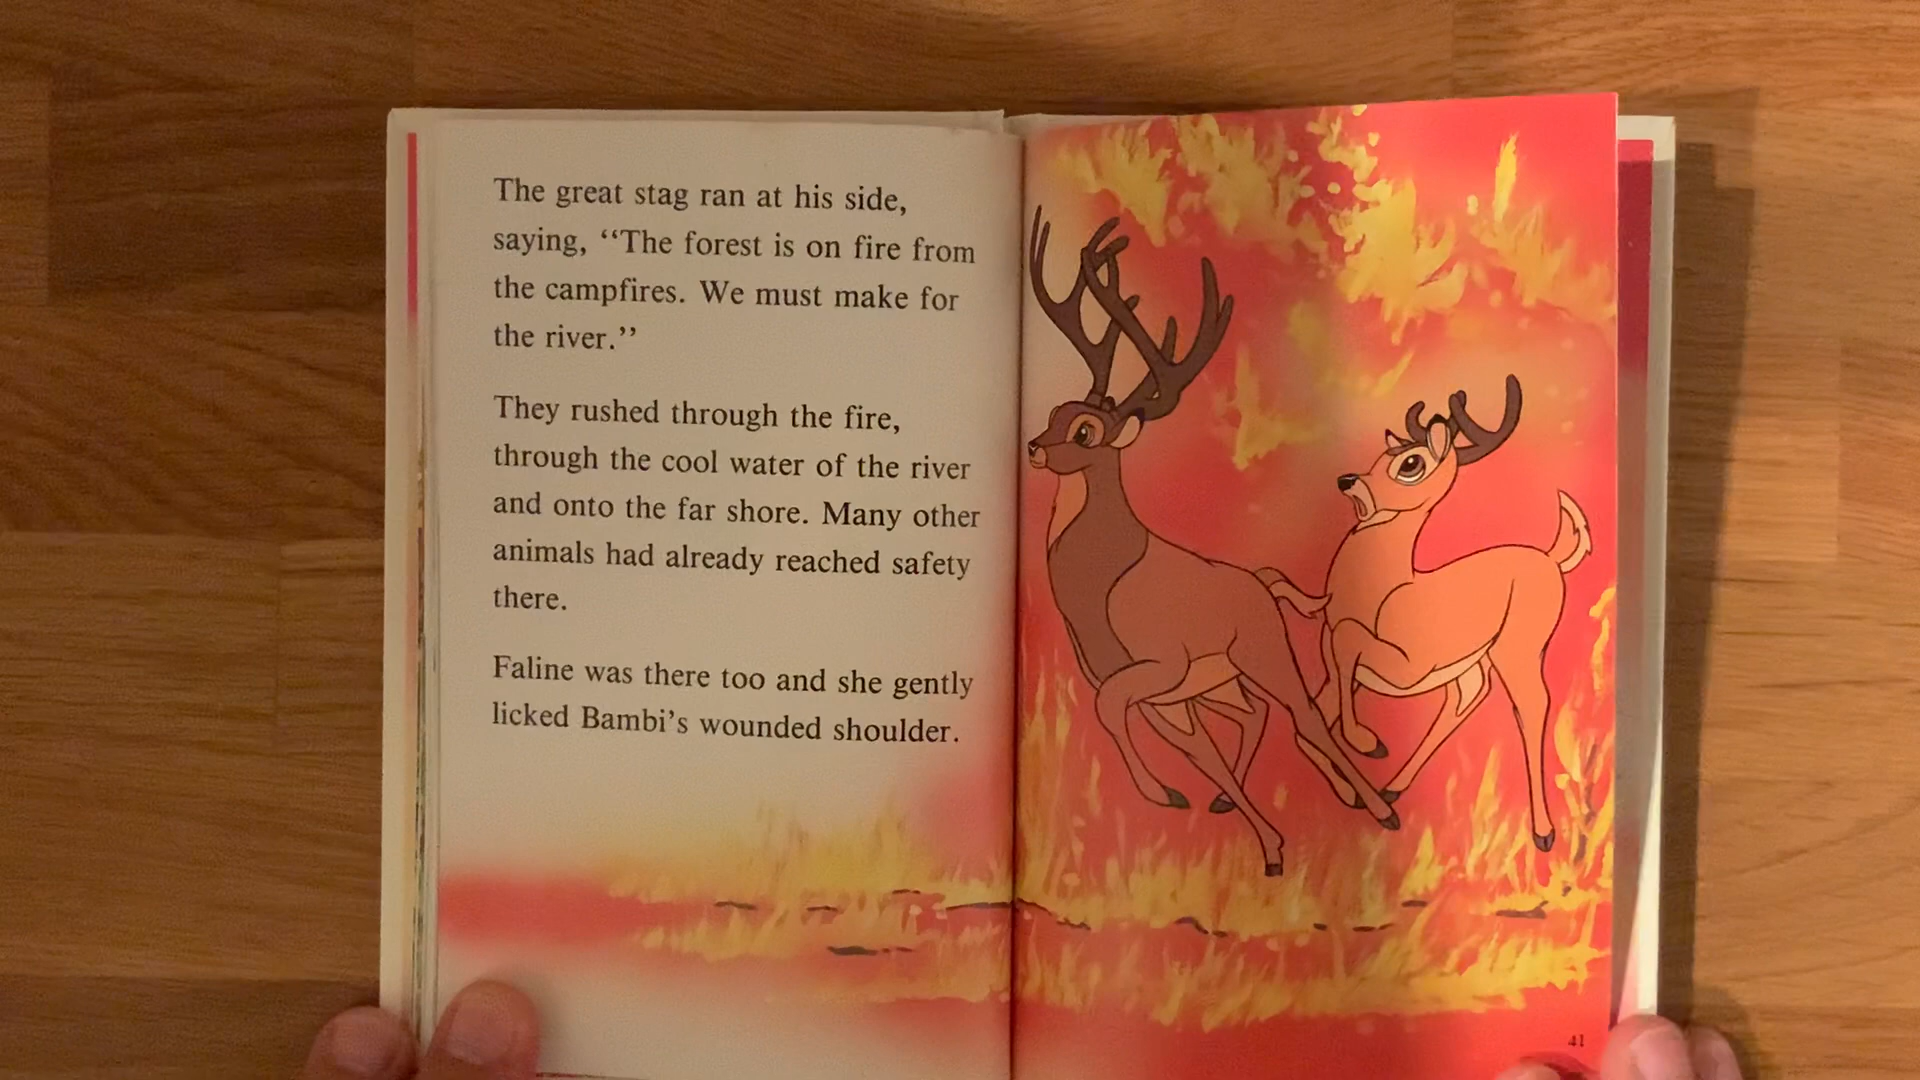 The great stag ran at his side,
saying, ‘‘The forest is on fire from
the campfires. We must make for
the river.’’
They rushed through the fire,
through the cool water of the river
and onto the far shore. Many other
animals had already reached safety
there.
Faline was there too and she gently
licked Bambi’s wounded shoulder.
41